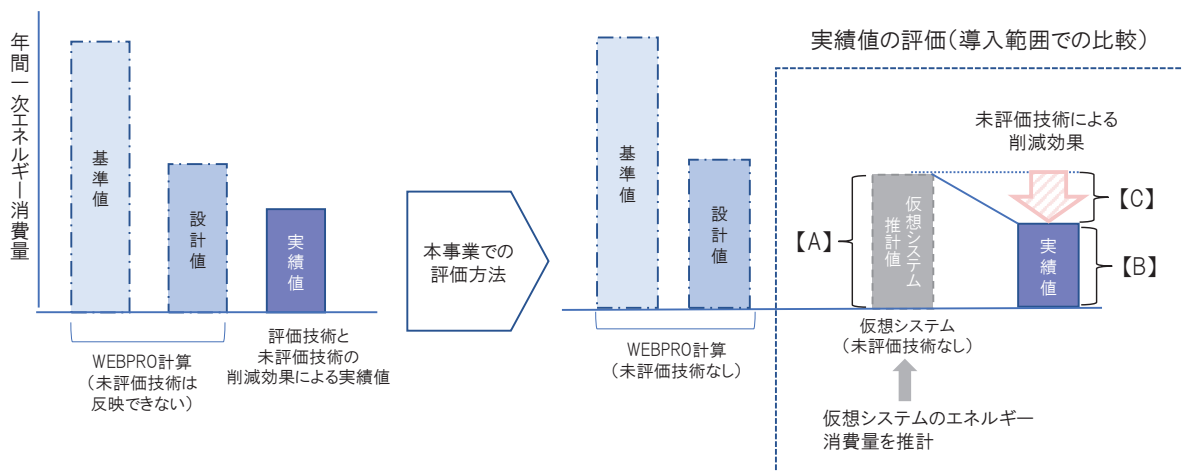 年間一次エネルギー消費量
基準値
設計値
実績値
WEBPRO計算
(未評価技術は
反映できない)
評価技術と
未評価技術の
削減効果による実績値
本事業での
評価方法
基準値
設計値
WEBPRO計算
(未評価技術なし)
実績値の評価(導入範囲での比較)
未評価技術による
削減効果
【A】
仮想システム
推計値
実績値
【C】
【B】
仮想システム
(未評価技術なし)
仮想システムのエネルギー
消費量を推計